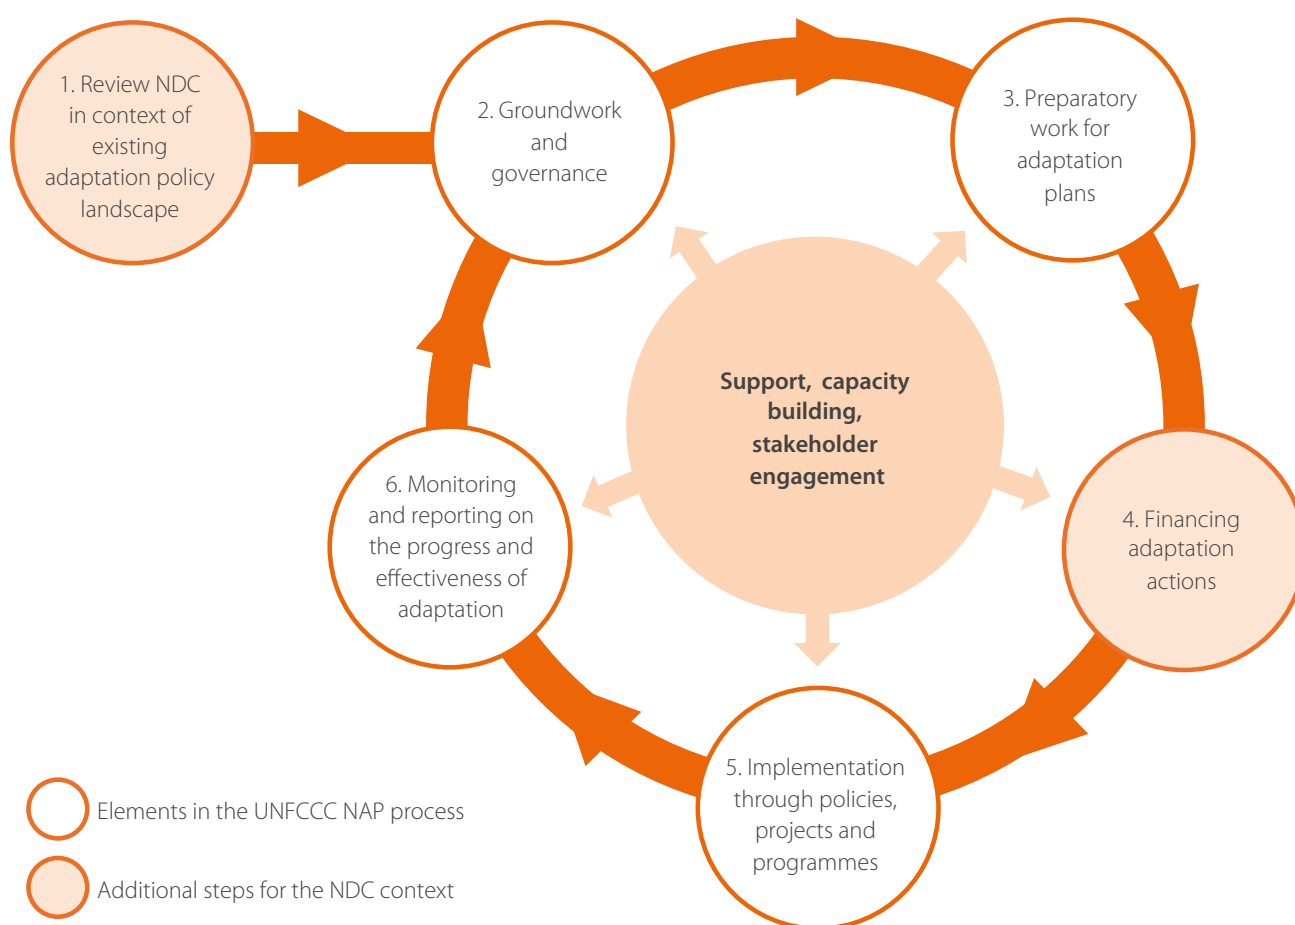 1. Review NDC
in context of
existing
adaptation policy
landscape
2. Groundwork
and
governance
3. Preparatory
work for
adaptation
plans
Support, capacity
building,
stakeholder
engagement
4. Financing
adaptation
actions
5. Implementation
through policies,
projects and
programmes
6. Monitoring
and reporting on
the progress and
effectiveness of
adaptation
Elements in the UNFCCC NAP process
Additional steps for the NDC context